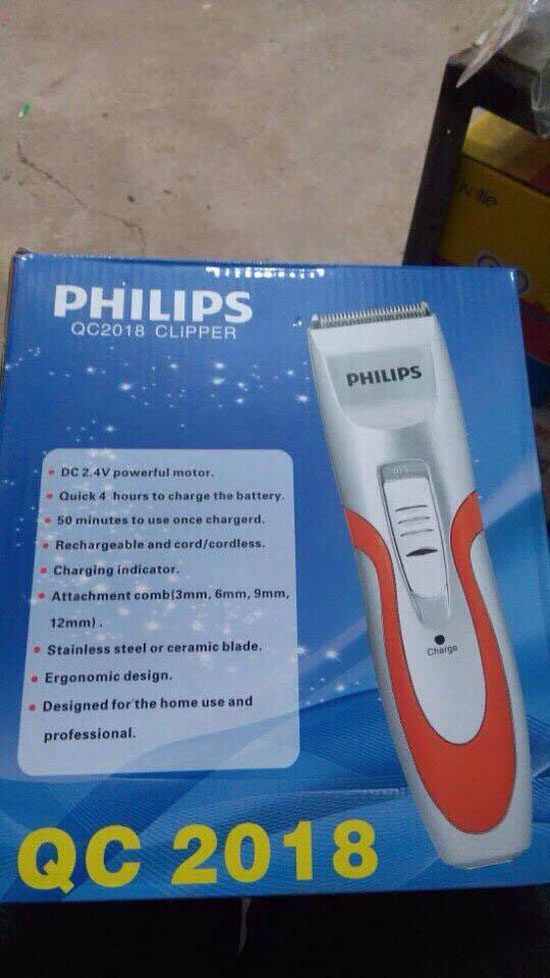 PHILIPS
QC2018 CLIPPER
PHILIPS
DC 2.4V powerful motor.
Quick 4 hours to charge the battery.
50 minutes to use once chargerd.
Rechargeable and cord/cordless.
Charging indicator.
Attachment comb(3mm, 6mm, 9mm,
12mm) .
Stainless steel or ceramic blade.
Ergonomic design.
Designed for the home use and
professional.
Charge
QC 2018